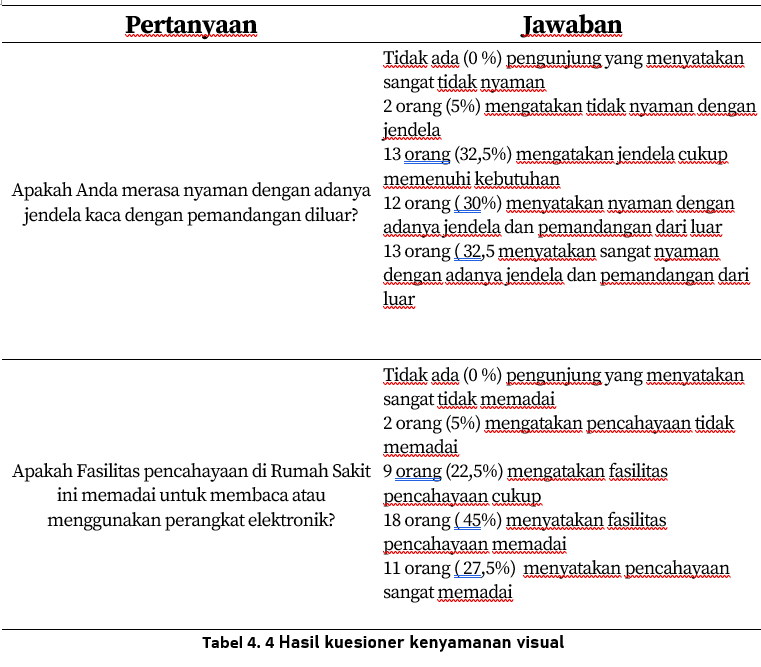 Pertanyaan
Jawaban
Apakah Anda merasa nyaman dengan adanya
jendela kaca dengan pemandangan diluar?
Tidak ada (0 %) pengunjung yang menyatakan
sangat tidak nyaman
2 orang (5%) mengatakan tidak nyaman dengan
jendela
13 orang (32,5%) mengatakan jendela cukup
memenuhi kebutuhan
12 orang ( 30%) menyatakan nyaman dengan
adanya jendela dan pemandangan dari luar
13 orang ( 32,5 menyatakan sangat nyaman
dengan adanya jendela dan pemandangan dari
luar
Apakah Fasilitas pencahayaan di Rumah Sakit
ini memadai untuk membaca atau
menggunakan perangkat elektronik?
Tidak ada (0 %) pengunjung yang menyatakan
sangat tidak memadai
2 orang (5%) mengatakan pencahayaan tidak
memadai
9 orang (22,5%) mengatakan fasilitas
pencahayaan cukup
18 orang ( 45%) menyatakan fasilitas
pencahayaan memadai
11 orang ( 27,5%)  menyatakan pencahayaan
sangat memadai
Tabel 4. 4 Hasil kuesioner kenyamanan visual